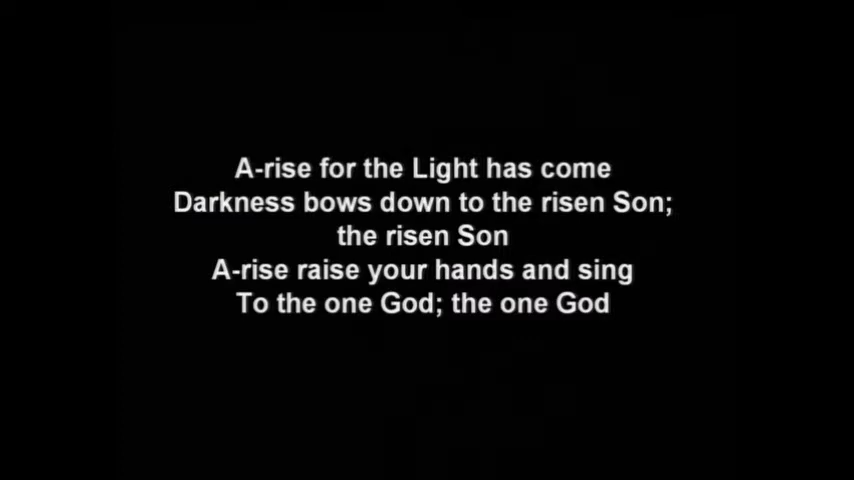 A-rise for the Light has come
Darkness bows down to the risen Son;
the risen Son
A-rise raise your hands and sing
To the one God; the one God